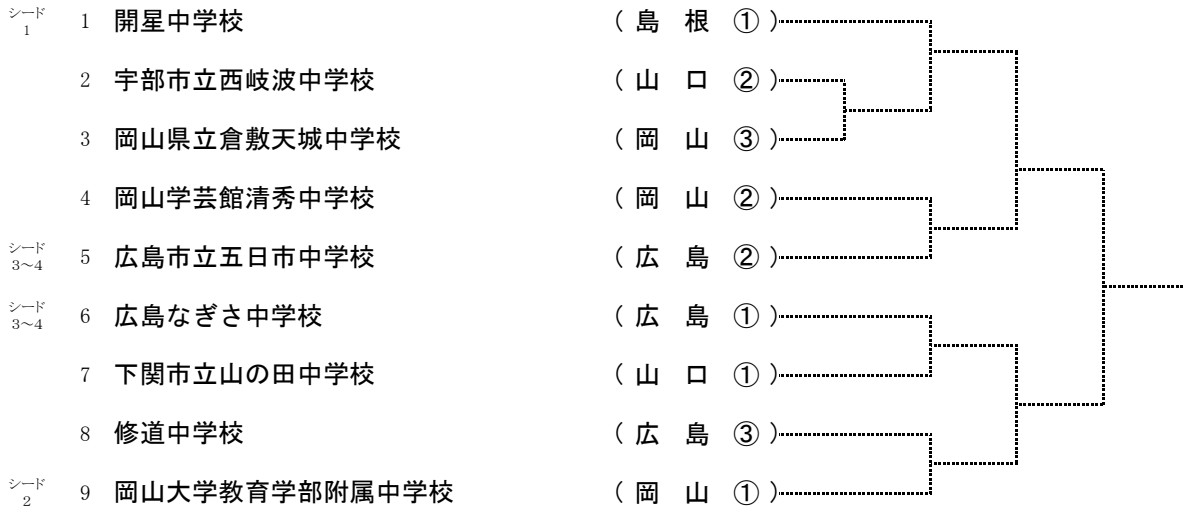 シード 1 1 開星中学校 ( 島 根 ① )
2 宇部市立西岐波中学校 ( 山 口 ② )
3 岡山県立倉敷天城中学校 ( 岡 山 ③ )
4 岡山学芸館清秀中学校 ( 岡 山 ② )
シード 3~4 5 広島市立五日市中学校 ( 広 島 ② )
シード 3~4 6 広島なぎさ中学校 ( 広 島 ① )
7 下関市立山の田中学校 ( 山 口 ① )
8 修道中学校 ( 広 島 ③ )
シード 2 9 岡山大学教育学部附属中学校 ( 岡 山 ① )